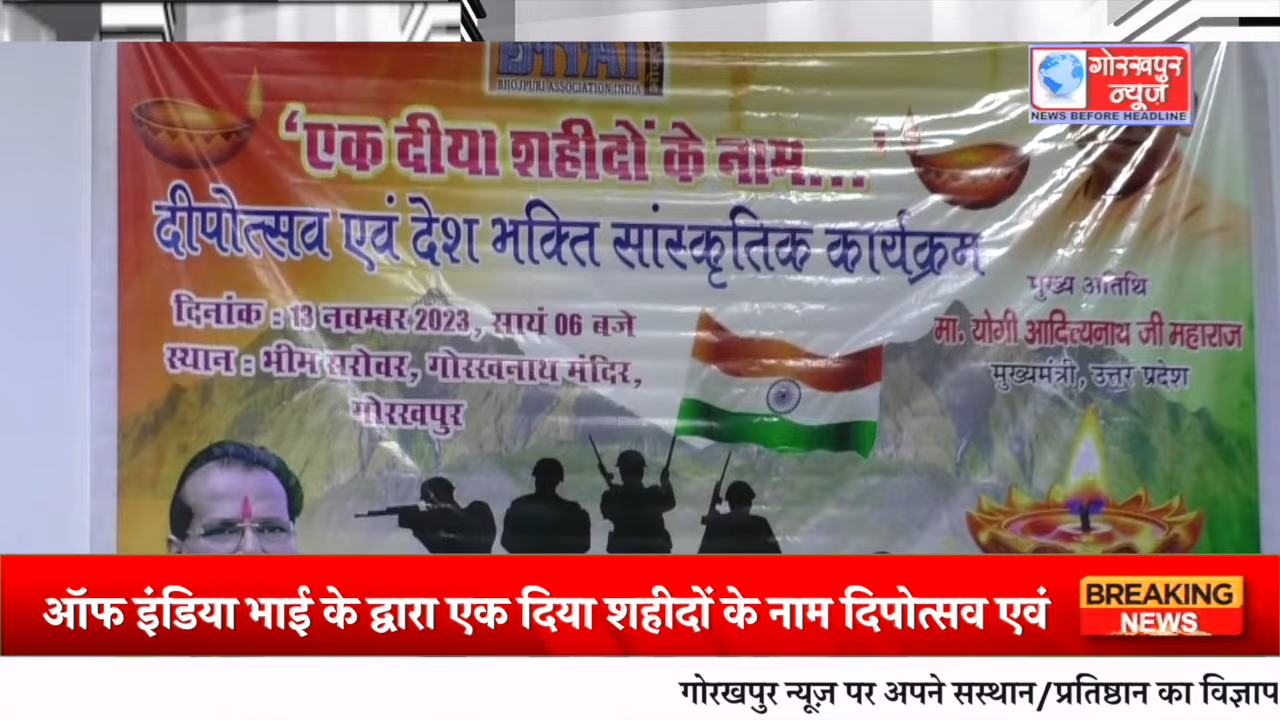 BHOJPURI ASSOCIATION INDIA
गोरखपुर
न्यूज़
NEWS BEFORE HEADLINE
'एक दीया शहीदों के नाम...'
दीपोत्सव एवं देश भक्ति सांस्कृतिक कार्यक्रम
दिनांक : 13 नवम्बर 2023, सायं 06 बजे
स्थान : भीम सरोवर, गोरखनाथ मंदिर,
गोरखपुर
मुख्य अतिथि
मा. योगी आदित्यनाथ जी महाराज
मुख्यमंत्री, उत्तर प्रदेश
ऑफ इंडिया भाई के द्वारा एक दिया शहीदों के नाम दिपोत्सव एवं
BREAKING
NEWS
गोरखपुर न्यूज़ पर अपने सस्थान/प्रतिष्ठान का विज्ञाप